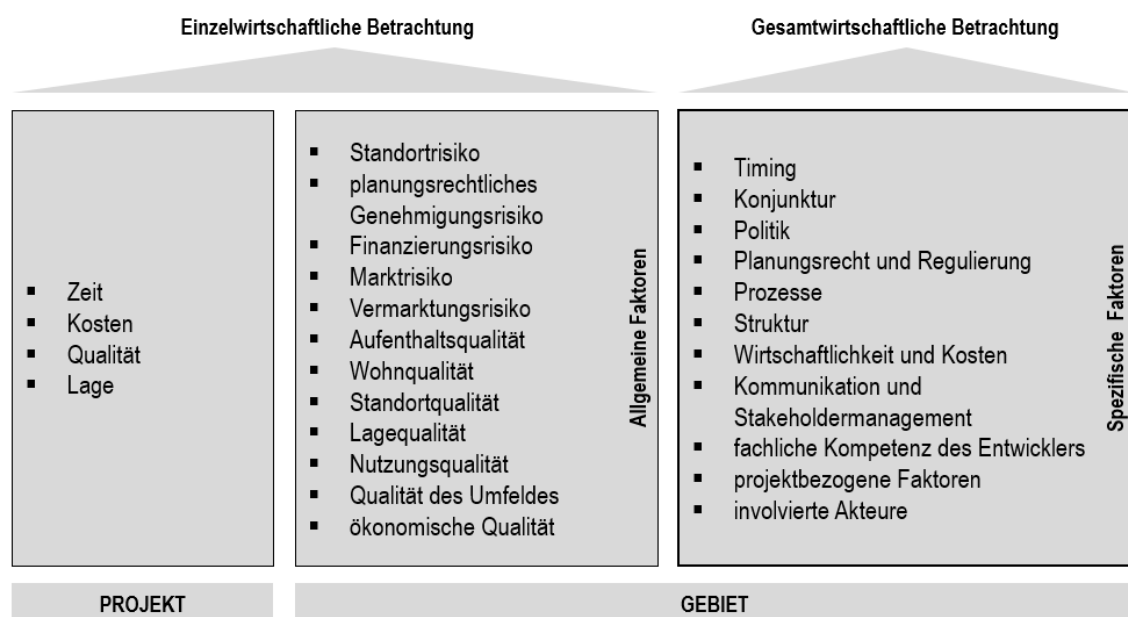 Einzelwirtschaftliche Betrachtung
Gesamtwirtschaftliche Betrachtung
▪ Zeit
▪ Kosten
▪ Qualität
▪ Lage
▪ Standortrisiko
▪ planungsrechtliches
Genehmigungsrisiko
▪ Finanzierungsrisiko
▪ Marktrisiko
▪ Vermarktungsrisiko
▪ Aufenthaltsqualität
▪ Wohnqualität
▪ Standortqualität
▪ Lagequalität
▪ Nutzungsqualität
▪ Qualität des Umfeldes
▪ ökonomische Qualität
Allgemeine Faktoren
▪ Timing
▪ Konjunktur
▪ Politik
▪ Planungsrecht und Regulierung
▪ Prozesse
▪ Struktur
▪ Wirtschaftlichkeit und Kosten
▪ Kommunikation und
Stakeholdermanagement
▪ fachliche Kompetenz des Entwicklers
▪ projektbezogene Faktoren
▪ involvierte Akteure
Spezifische Faktoren
PROJEKT
GEBIET